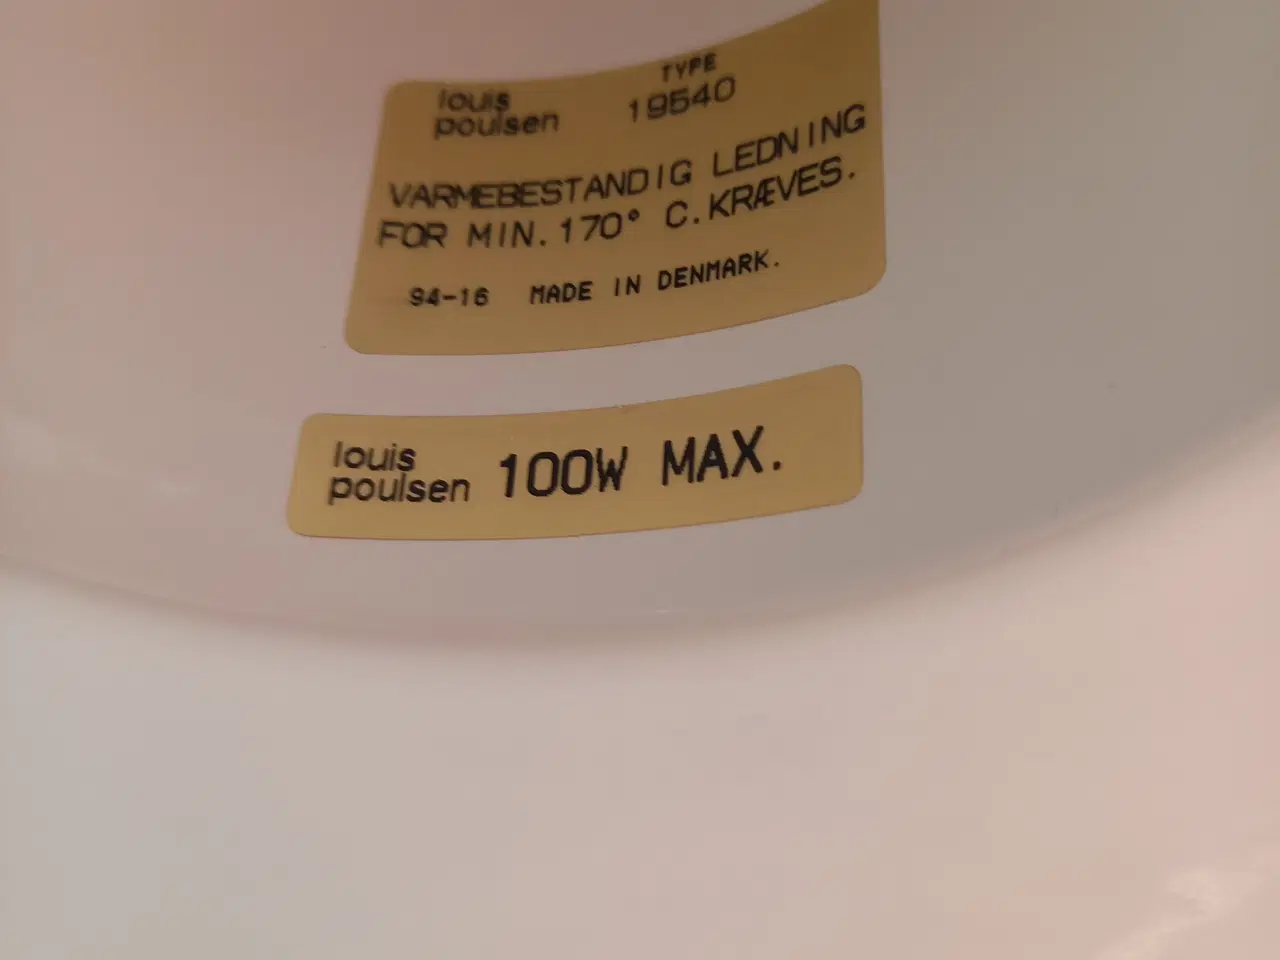 louis
poulsen
TYPE
19540
VARMEBESTANDIG LEDNING
FOR MIN. 170° C. KRÆVES.
94-16 MADE IN DENMARK.
louis
poulsen
100W MAX.